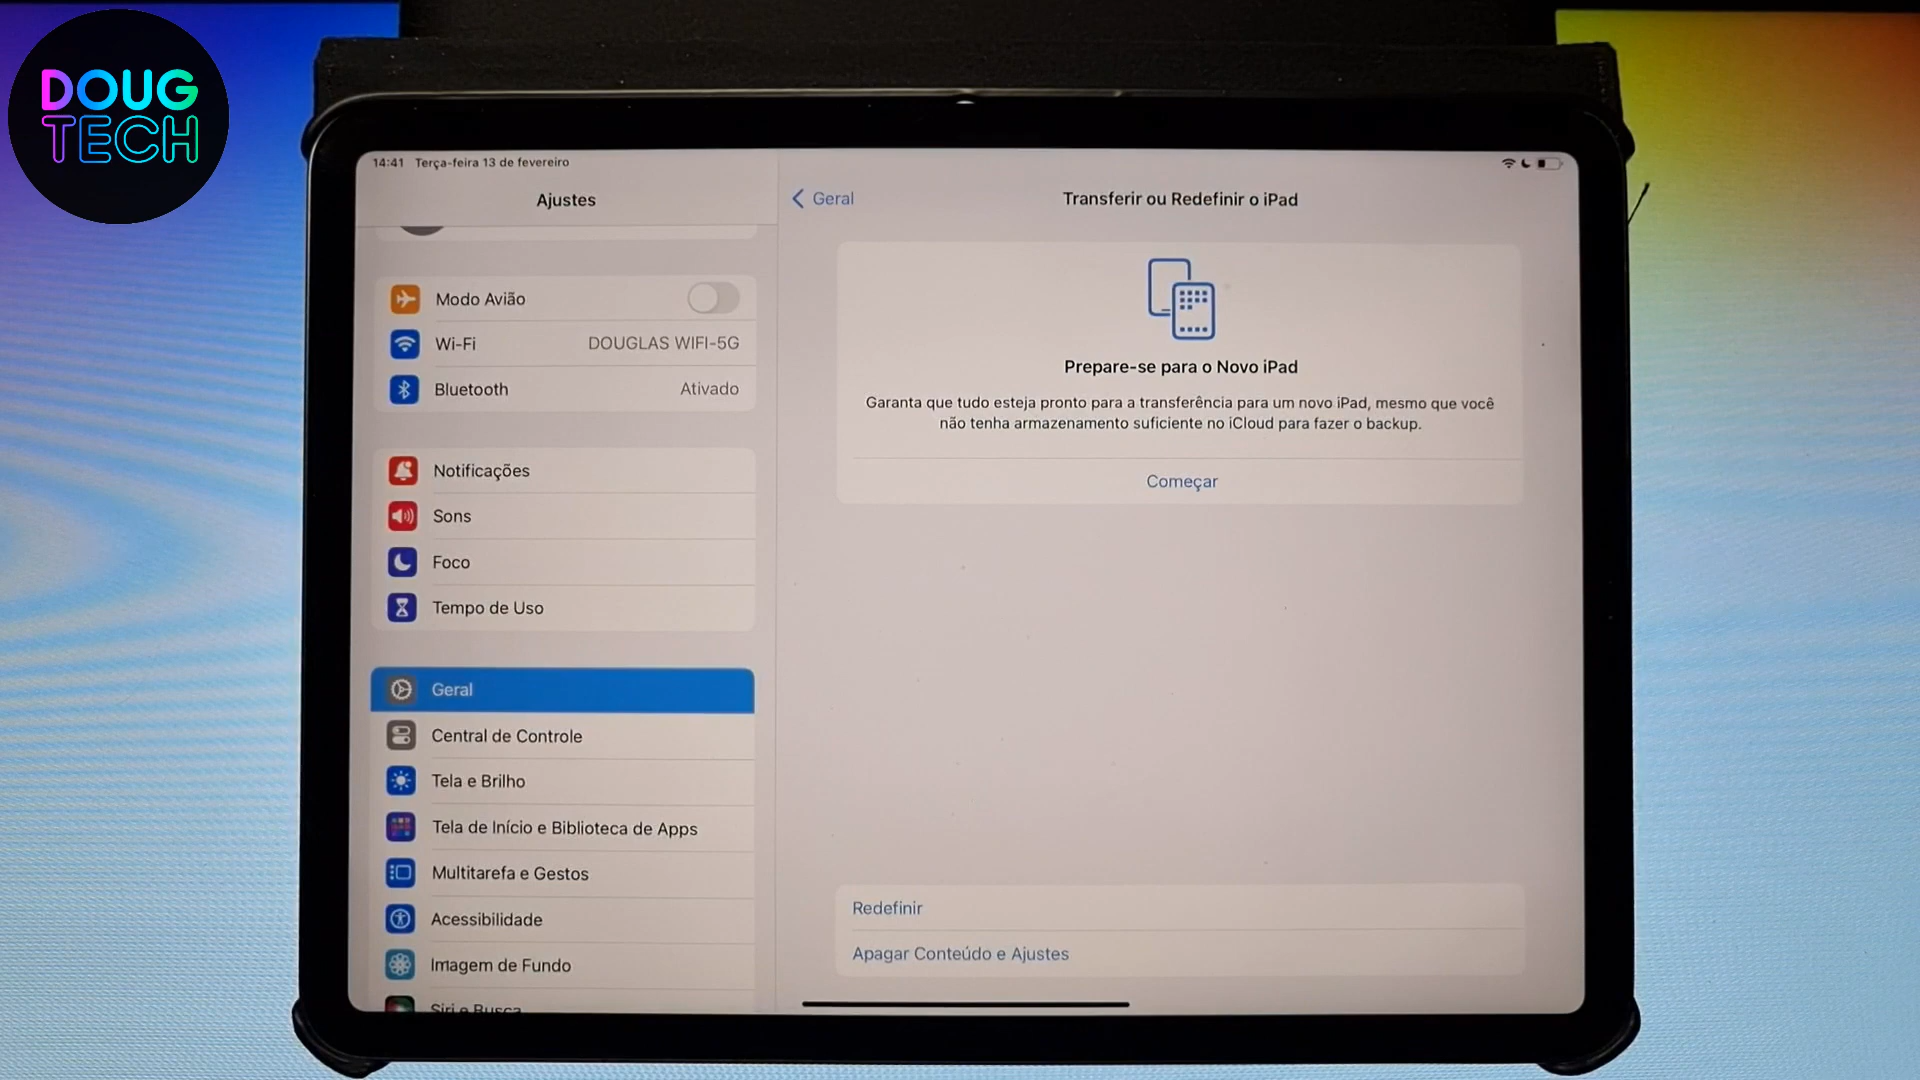 DOUG
TECH
14:41 Terça-feira 13 de fevereiro
Ajustes
Modo Avião
Wi-Fi DOUGLAS WIFI-5G
Bluetooth Ativado
Notificações
Sons
Foco
Tempo de Uso
Geral
Central de Controle
Tela e Brilho
Tela de Início e Biblioteca de Apps
Multitarefa e Gestos
Acessibilidade
Imagem de Fundo
Siri e Busca
Geral
Transferir ou Redefinir o iPad
Prepare-se para o Novo iPad
Garanta que tudo esteja pronto para a transferência para um novo iPad, mesmo que você
não tenha armazenamento suficiente no iCloud para fazer o backup.
Começar
Redefinir
Apagar Conteúdo e Ajustes